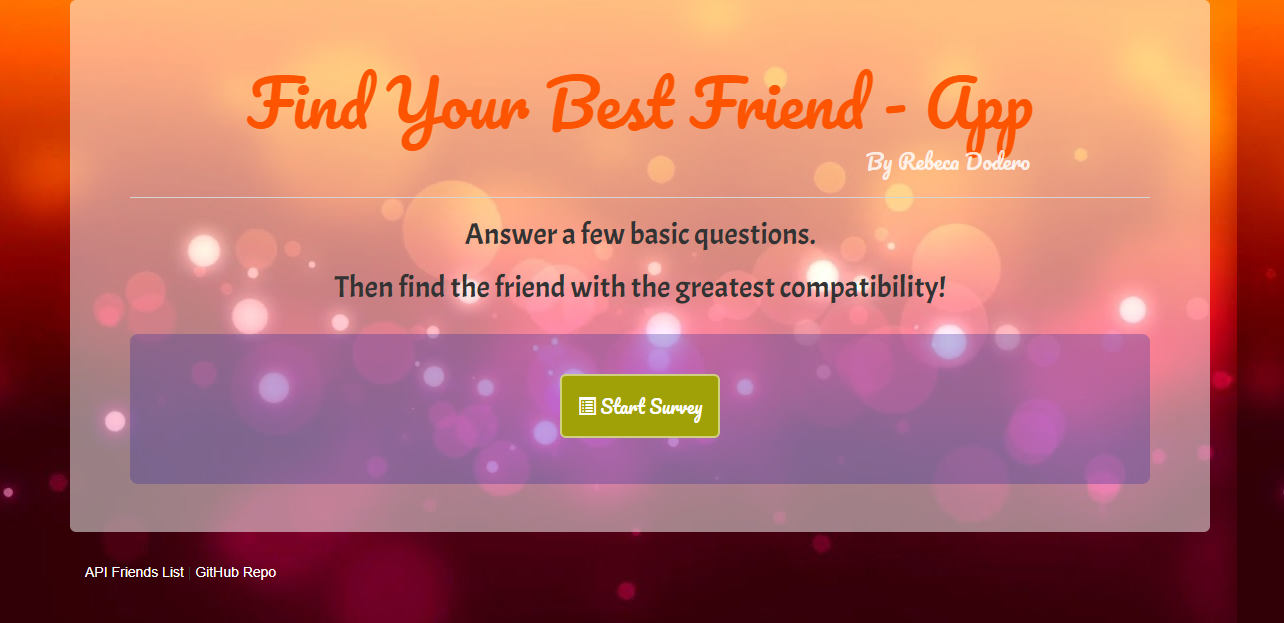 Find Your Best Friend - App
By Rebeca Dodero
Answer a few basic questions.
Then find the friend with the greatest compatibility!
Start Survey
API Friends List | GitHub Repo